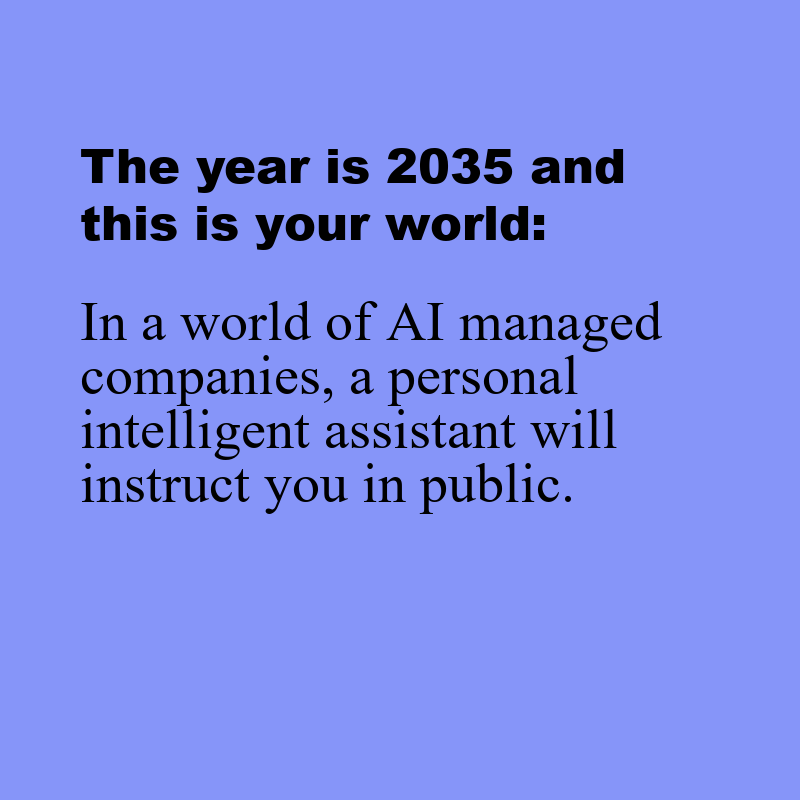 The year is 2035 and
this is your world:
In a world of AI managed
companies, a personal
intelligent assistant will
instruct you in public.